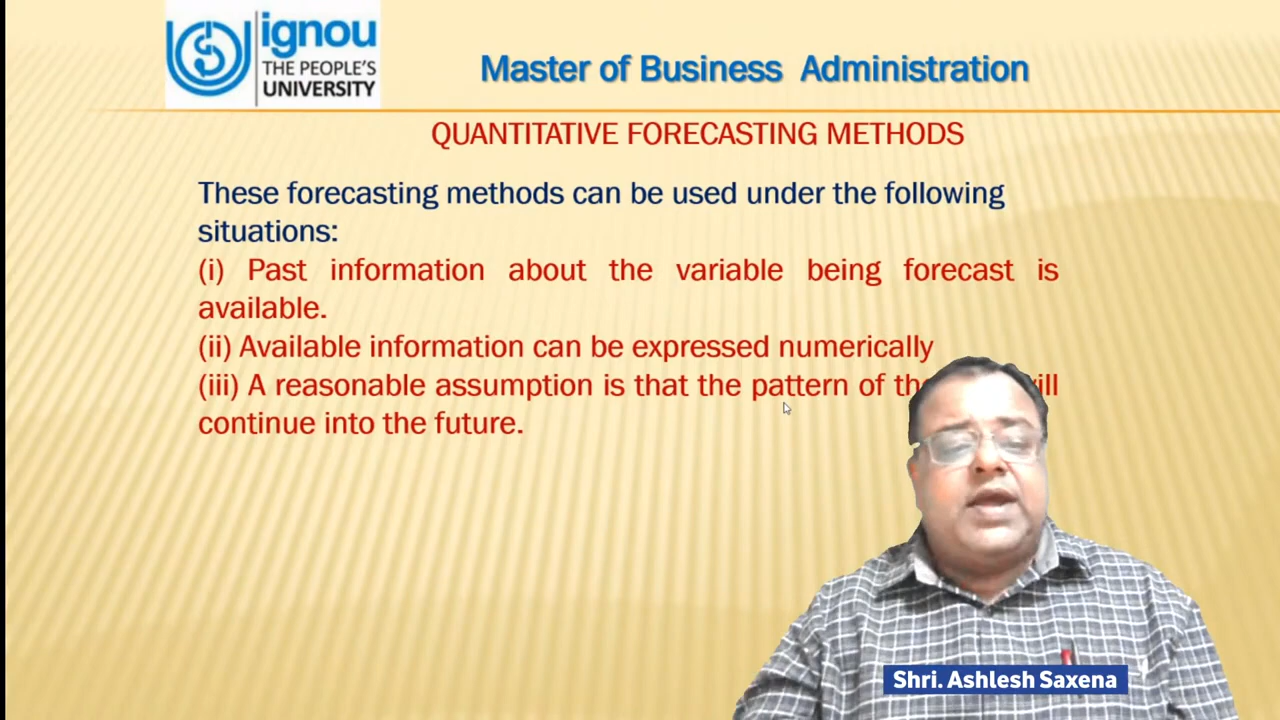 ignou
THE PEOPLE'S
UNIVERSITY
Master of Business Administration
QUANTITATIVE FORECASTING METHODS
These forecasting methods can be used under the following
situations:
(i) Past information about the variable being forecast is
available.
(ii) Available information can be expressed numerically
(iii) A reasonable assumption is that the pattern of
continue into the future.
Shri. Ashlesh Saxena